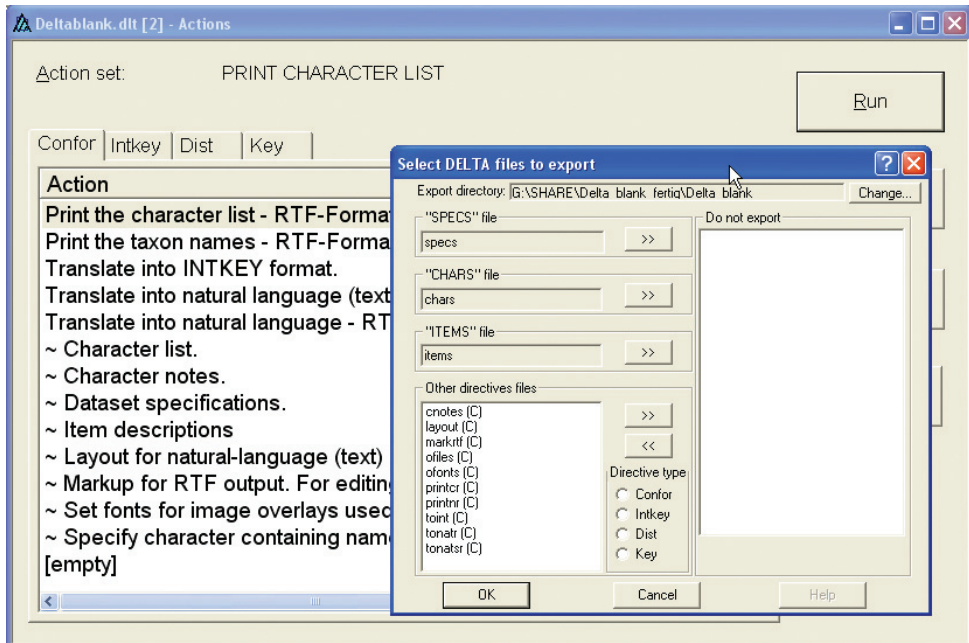 Deltablank.dlt [2] - Actions
Action set: PRINT CHARACTER LIST
Run
Confor Intkey Dist Key
Action
Print the character list - RTF-Forma
Print the taxon names - RTF-Forma
Translate into INTKEY format.
Translate into natural language (text
Translate into natural language - RT
~ Character list.
~ Character notes.
~ Dataset specifications.
~ Item descriptions
~ Layout for natural-language (text)
~ Markup for RTF output. For editing
~ Set fonts for image overlays used
~ Specify character containing nam
[empty]
Select DELTA files to export
Export directory: G:\SHARE\Delta blank fertig\Delta blank Change...
"SPECS" file
specs >>
"CHARS" file
chars >>
"ITEMS" file
items >>
Other directives files
cnotes (C)
layout (C)
markrtf (C)
ofiles (C)
ofonts (C)
printcr (C)
printnr (C)
toint (C)
tonatr (C)
tonatsr (C)
>>
<<
Directive type
Confor
Intkey
Dist
Key
Do not export
OK Cancel Help